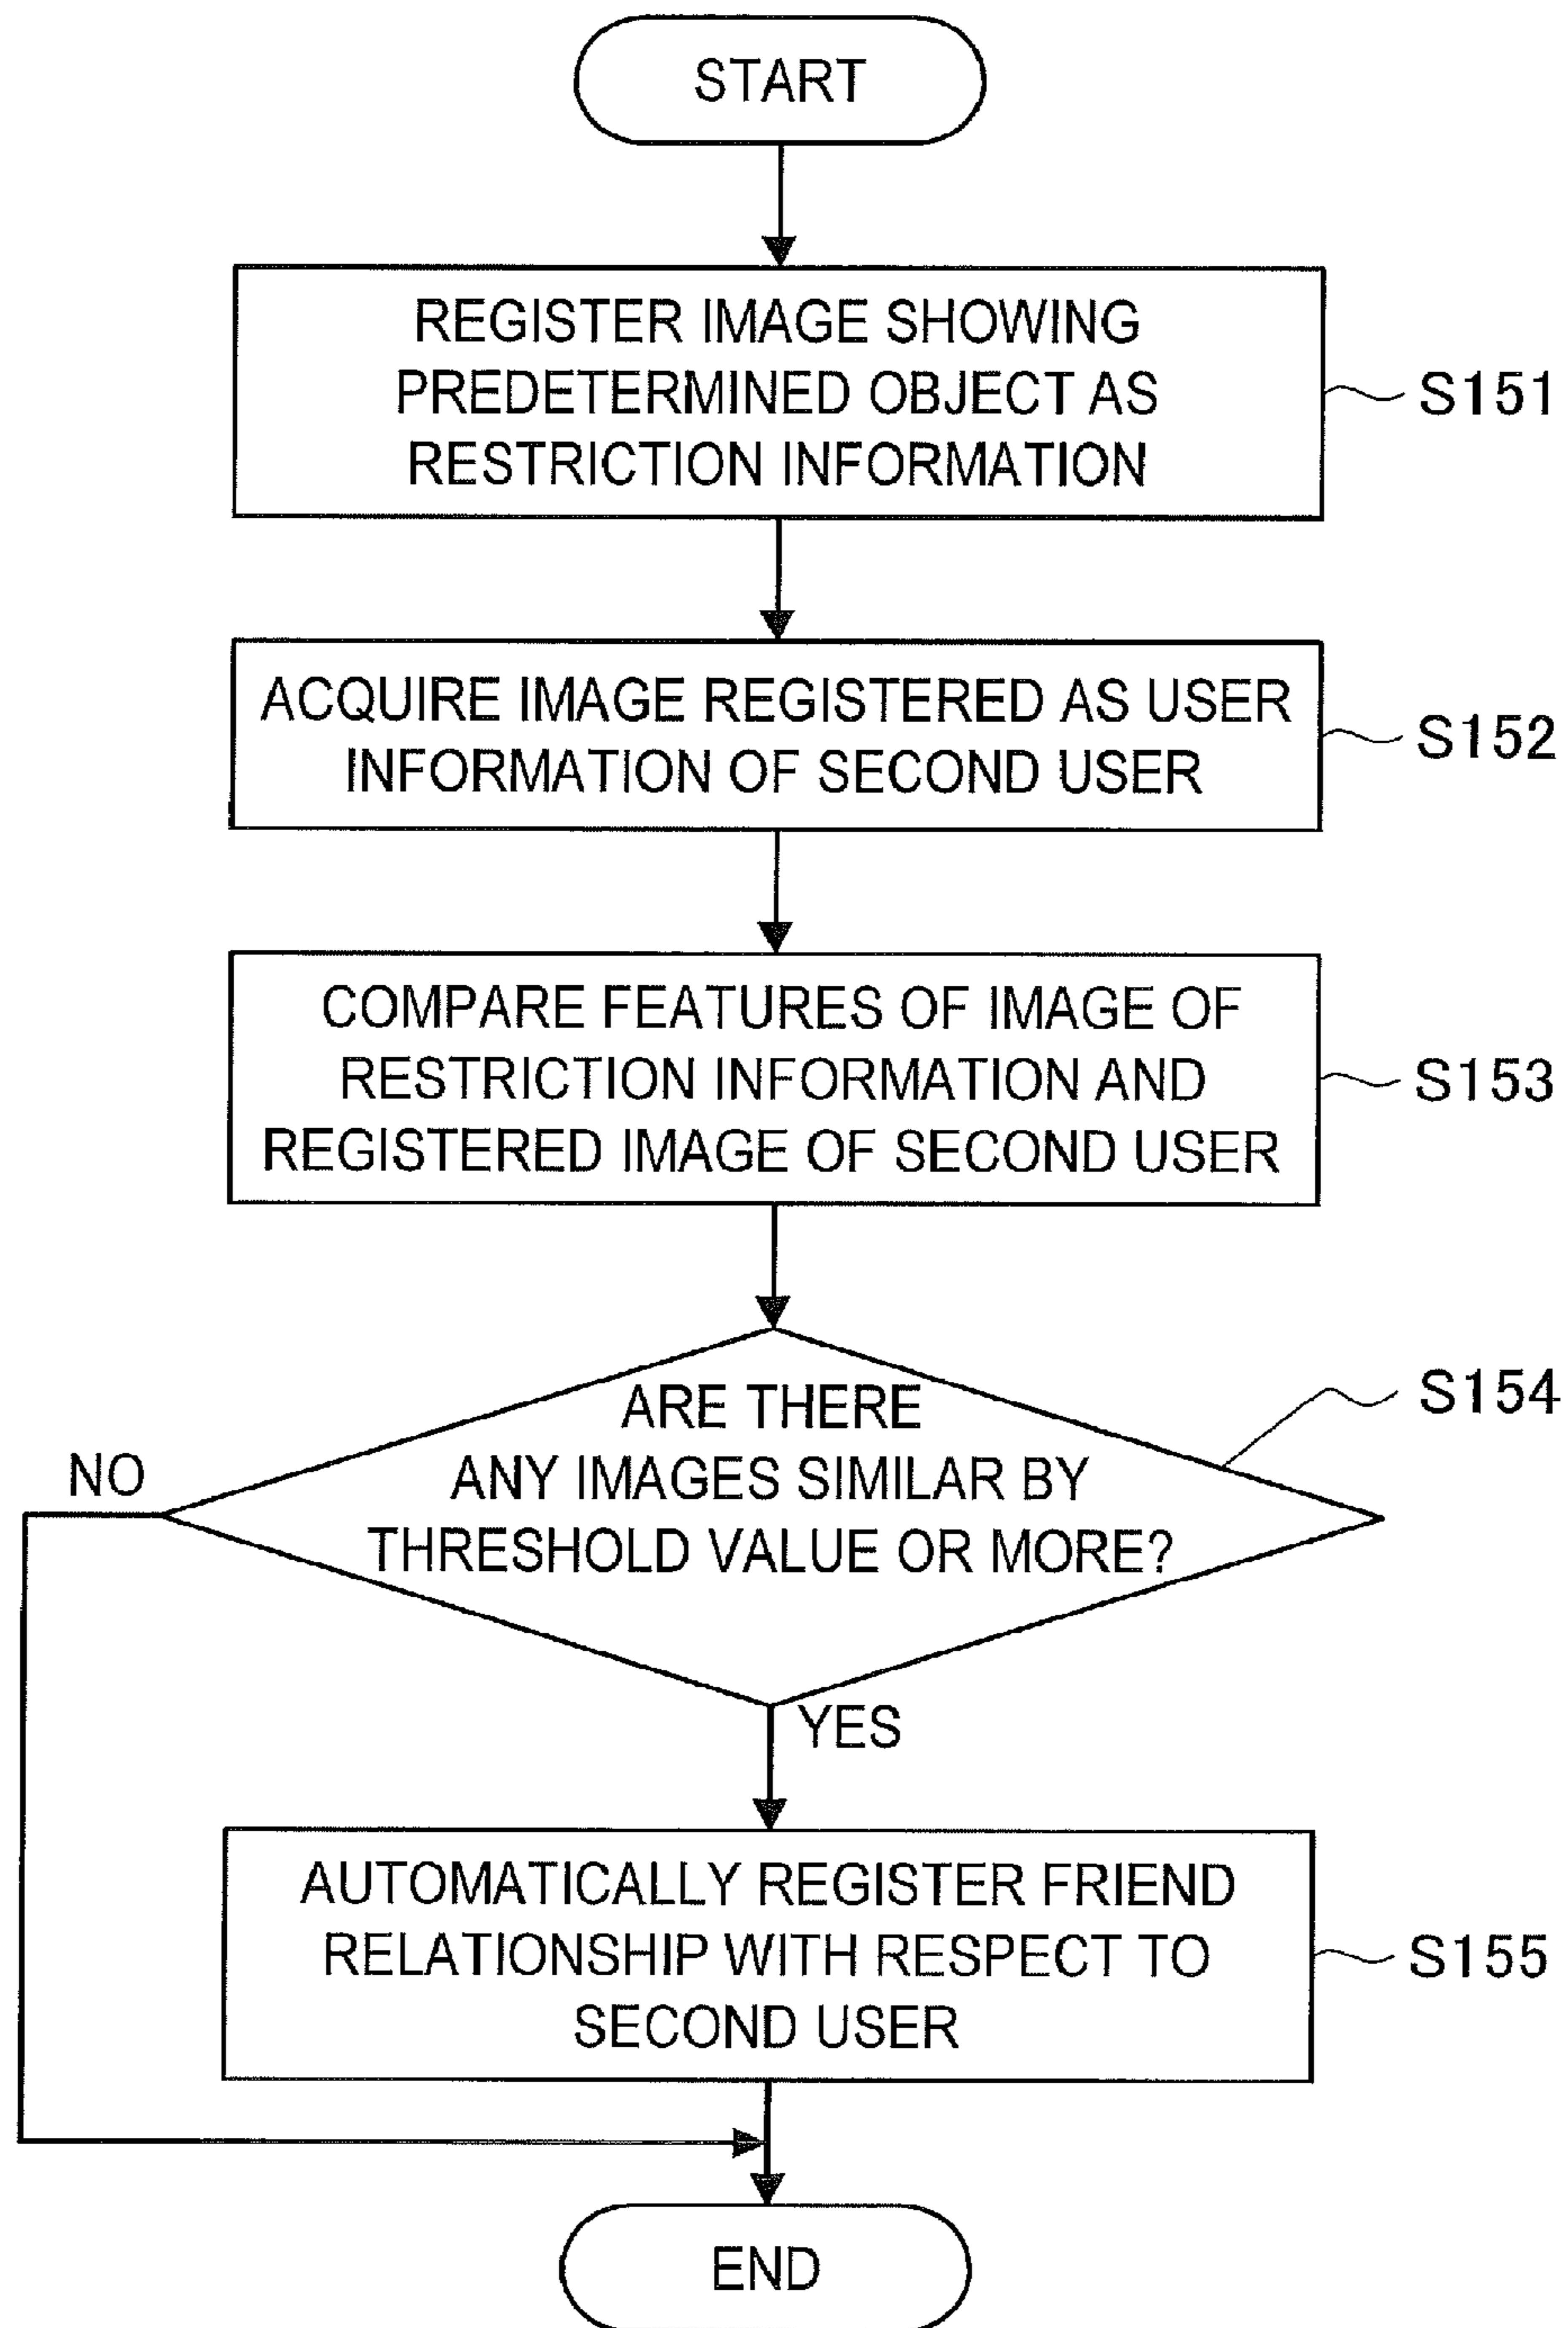 START
REGISTER IMAGE SHOWING
PREDETERMINED OBJECT AS
RESTRICTION INFORMATION
S151
ACQUIRE IMAGE REGISTERED AS USER
INFORMATION OF SECOND USER
S152
COMPARE FEATURES OF IMAGE OF
RESTRICTION INFORMATION AND
REGISTERED IMAGE OF SECOND USER
S153
ARE THERE
ANY IMAGES SIMILAR BY
THRESHOLD VALUE OR MORE?
S154
NO
YES
AUTOMATICALLY REGISTER FRIEND
RELATIONSHIP WITH RESPECT TO
SECOND USER
S155
END